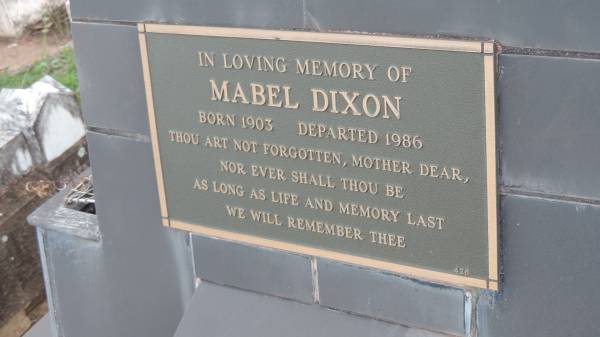 IN LOVING MEMORY OF
MABEL DIXON
BORN 1903 DEPARTED 1986
THOU ART NOT FORGOTTEN, MOTHER DEAR,
NOR EVER SHALL THOU BE
AS LONG AS LIFE AND MEMORY LAST
WE WILL REMEMBER THEE
428